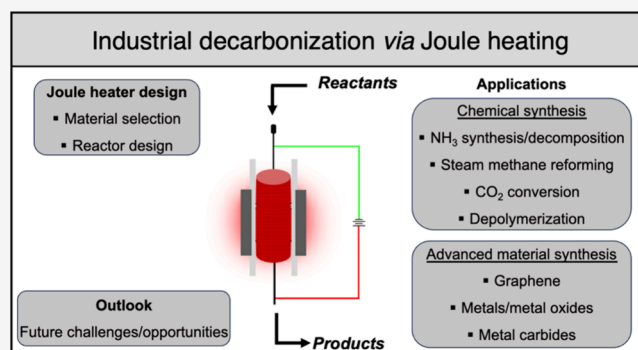 Industrial decarbonization via Joule heating
Joule heater design
▪ Material selection
▪ Reactor design
Reactants
Products
Outlook
Future challenges/opportunities
Applications
Chemical synthesis
▪ NH₃ synthesis/decomposition
▪ Steam methane reforming
▪ CO₂ conversion
▪ Depolymerization
Advanced material synthesis
▪ Graphene
▪ Metals/metal oxides
▪ Metal carbides